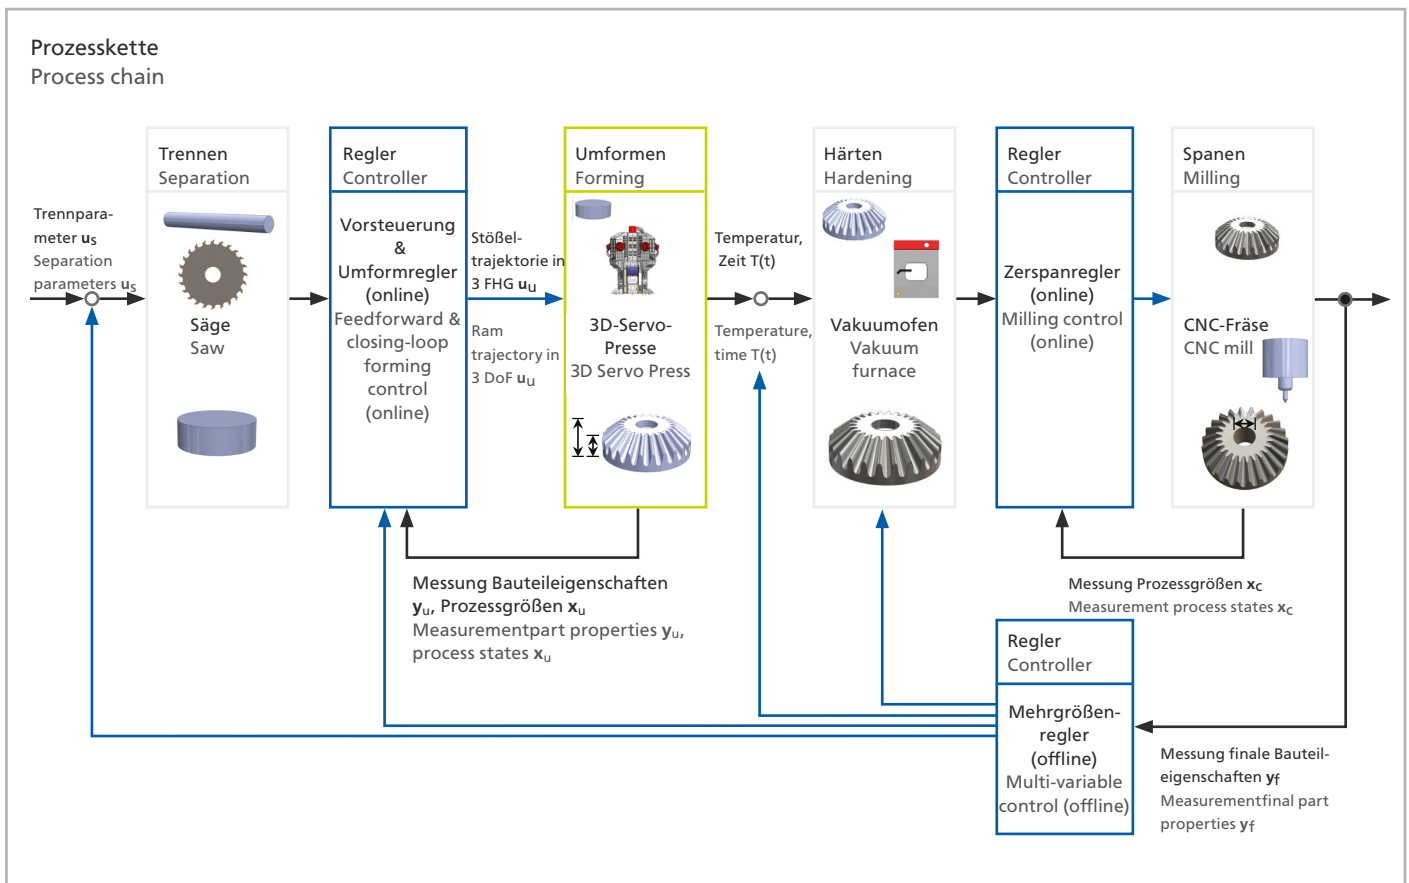 Prozesskette
Process chain
Trennpara-
meter us
Separation
parameters us
Trennen
Separation
Säge
Saw
Regler
Controller
Vorsteuerung
&
Umformregler
(online)
Feedforward &
closing-loop
forming
control
(online)
Stößel-
trajektorie in
3 FHG uu
Ram
trajectory in
3 DoF uu
Umformen
Forming
3D-Servo-
Presse
3D Servo Press
Temperatur,
Zeit T(t)
Temperature,
time T(t)
Härten
Hardening
Vakuumofen
Vakuum
furnace
Regler
Controller
Zerspanregler
(online)
Milling control
(online)
Spanen
Milling
CNC-Fräse
CNC mill
Messung Bauteileigenschaften
yu, Prozessgrößen xu
Measurementpart properties yu,
process states xu
Messung Prozessgrößen xc
Measurement process states xc
Regler
Controller
Mehrgrößen-
regler
(offline)
Multi-variable
control (offline)
Messung finale Bauteil-
eigenschaften yf
Measurementfinal part
properties yf